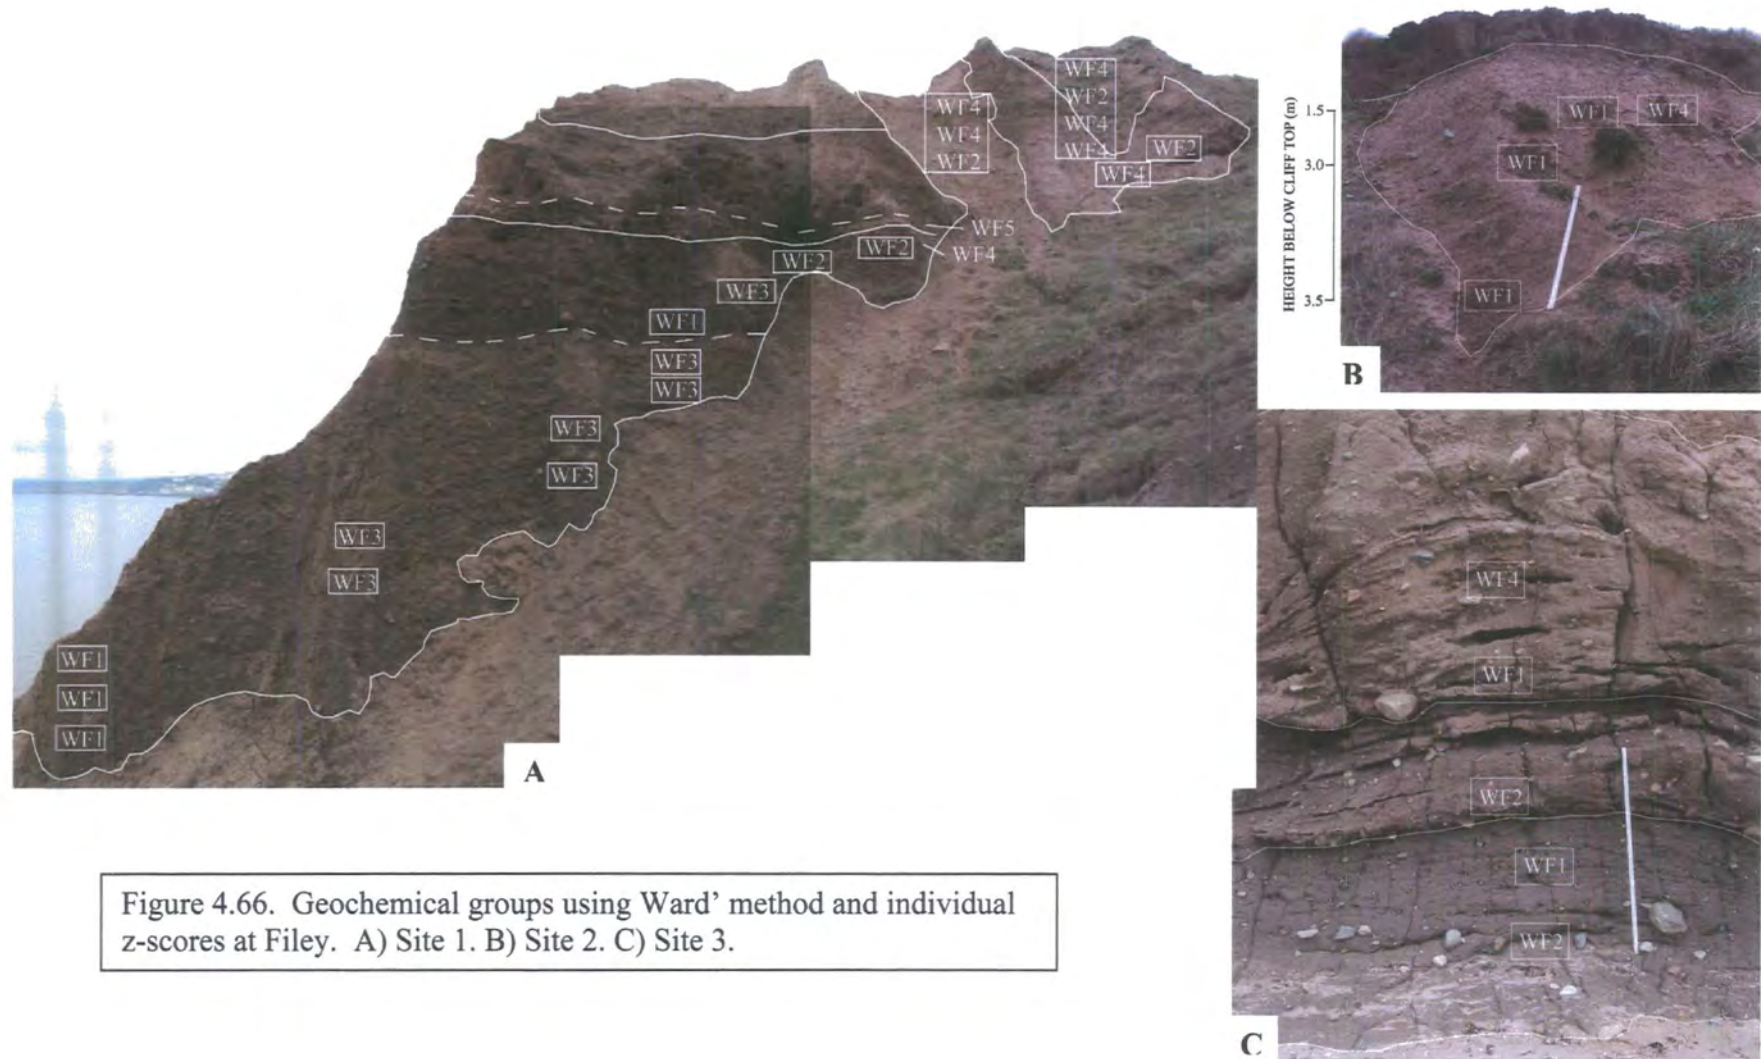 WF4
WF4
WF2
WF4
WF2
WF4
WF4
WF2
WF4
WF5
WF4
WF2
WF2
WF3
WF1
WF3
WF3
WF3
WF3
WF3
WF3
WF1
WF1
WF1
A
HEIGHT BELOW CLIFF TOP (m)
1.5
3.0
3.5
WF1
WF4
WF1
WF1
B
WF4
WF1
WF2
WF1
WF2
C
Figure 4.66. Geochemical groups using Ward' method and individual
z-scores at Filey. A) Site 1. B) Site 2. C) Site 3.